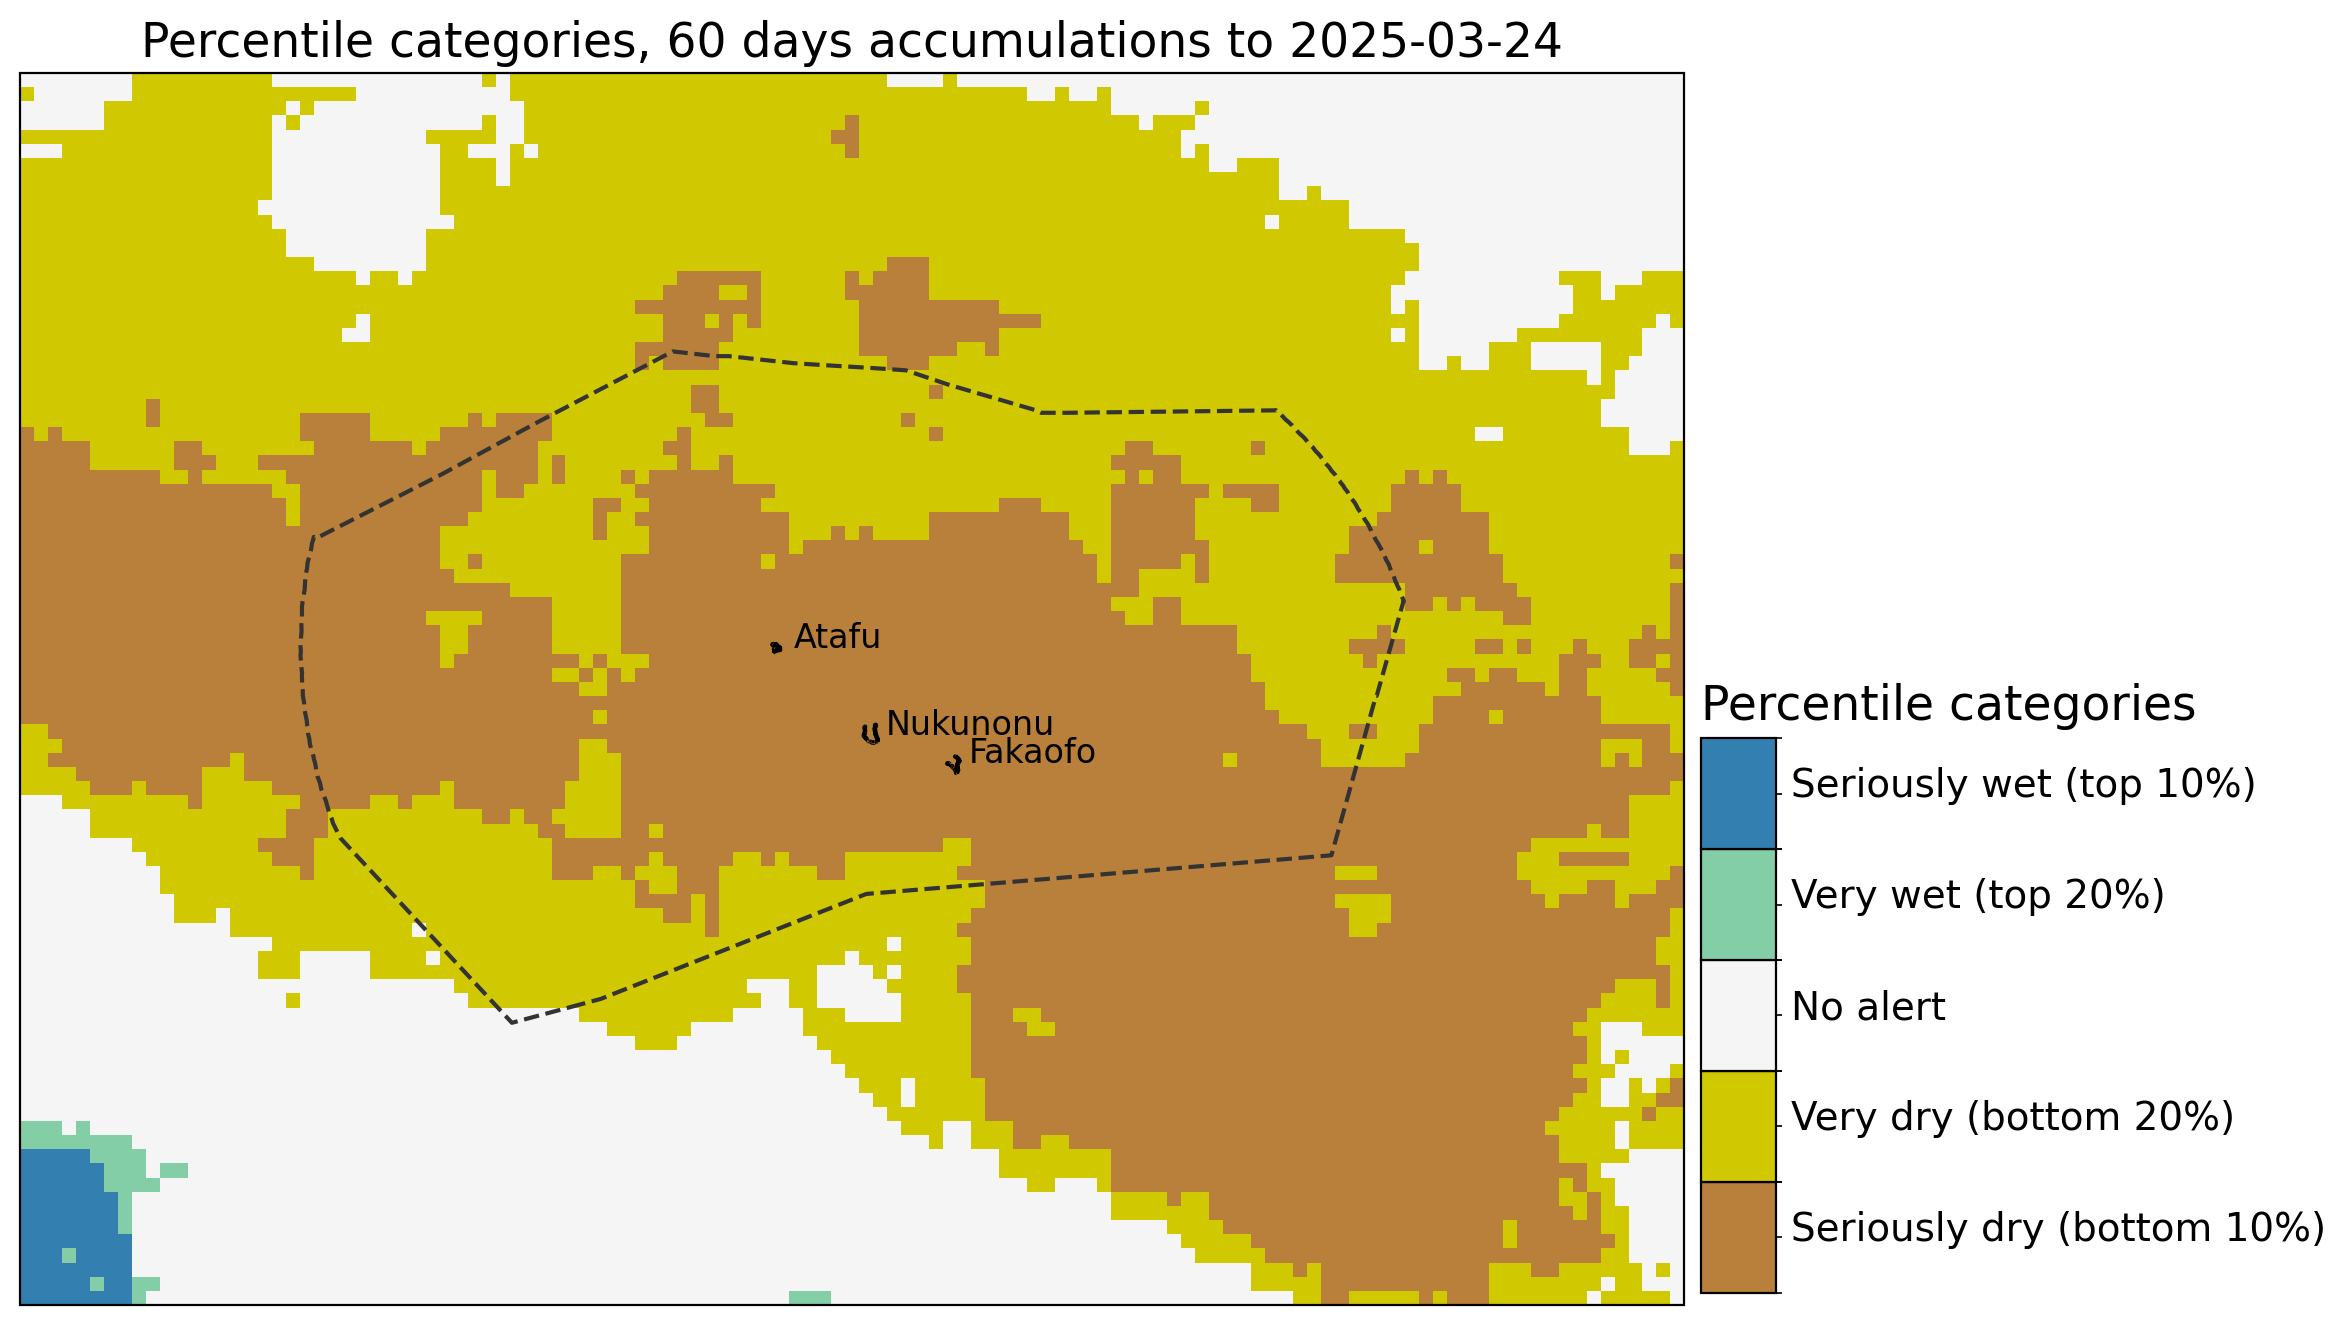 Percentile categories, 60 days accumulations to 2025-03-24
Atafu
Nukunonu
Fakaofo
Percentile categories
Seriously wet (top 10%)
Very wet (top 20%)
No alert
Very dry (bottom 20%)
Seriously dry (bottom 10%)